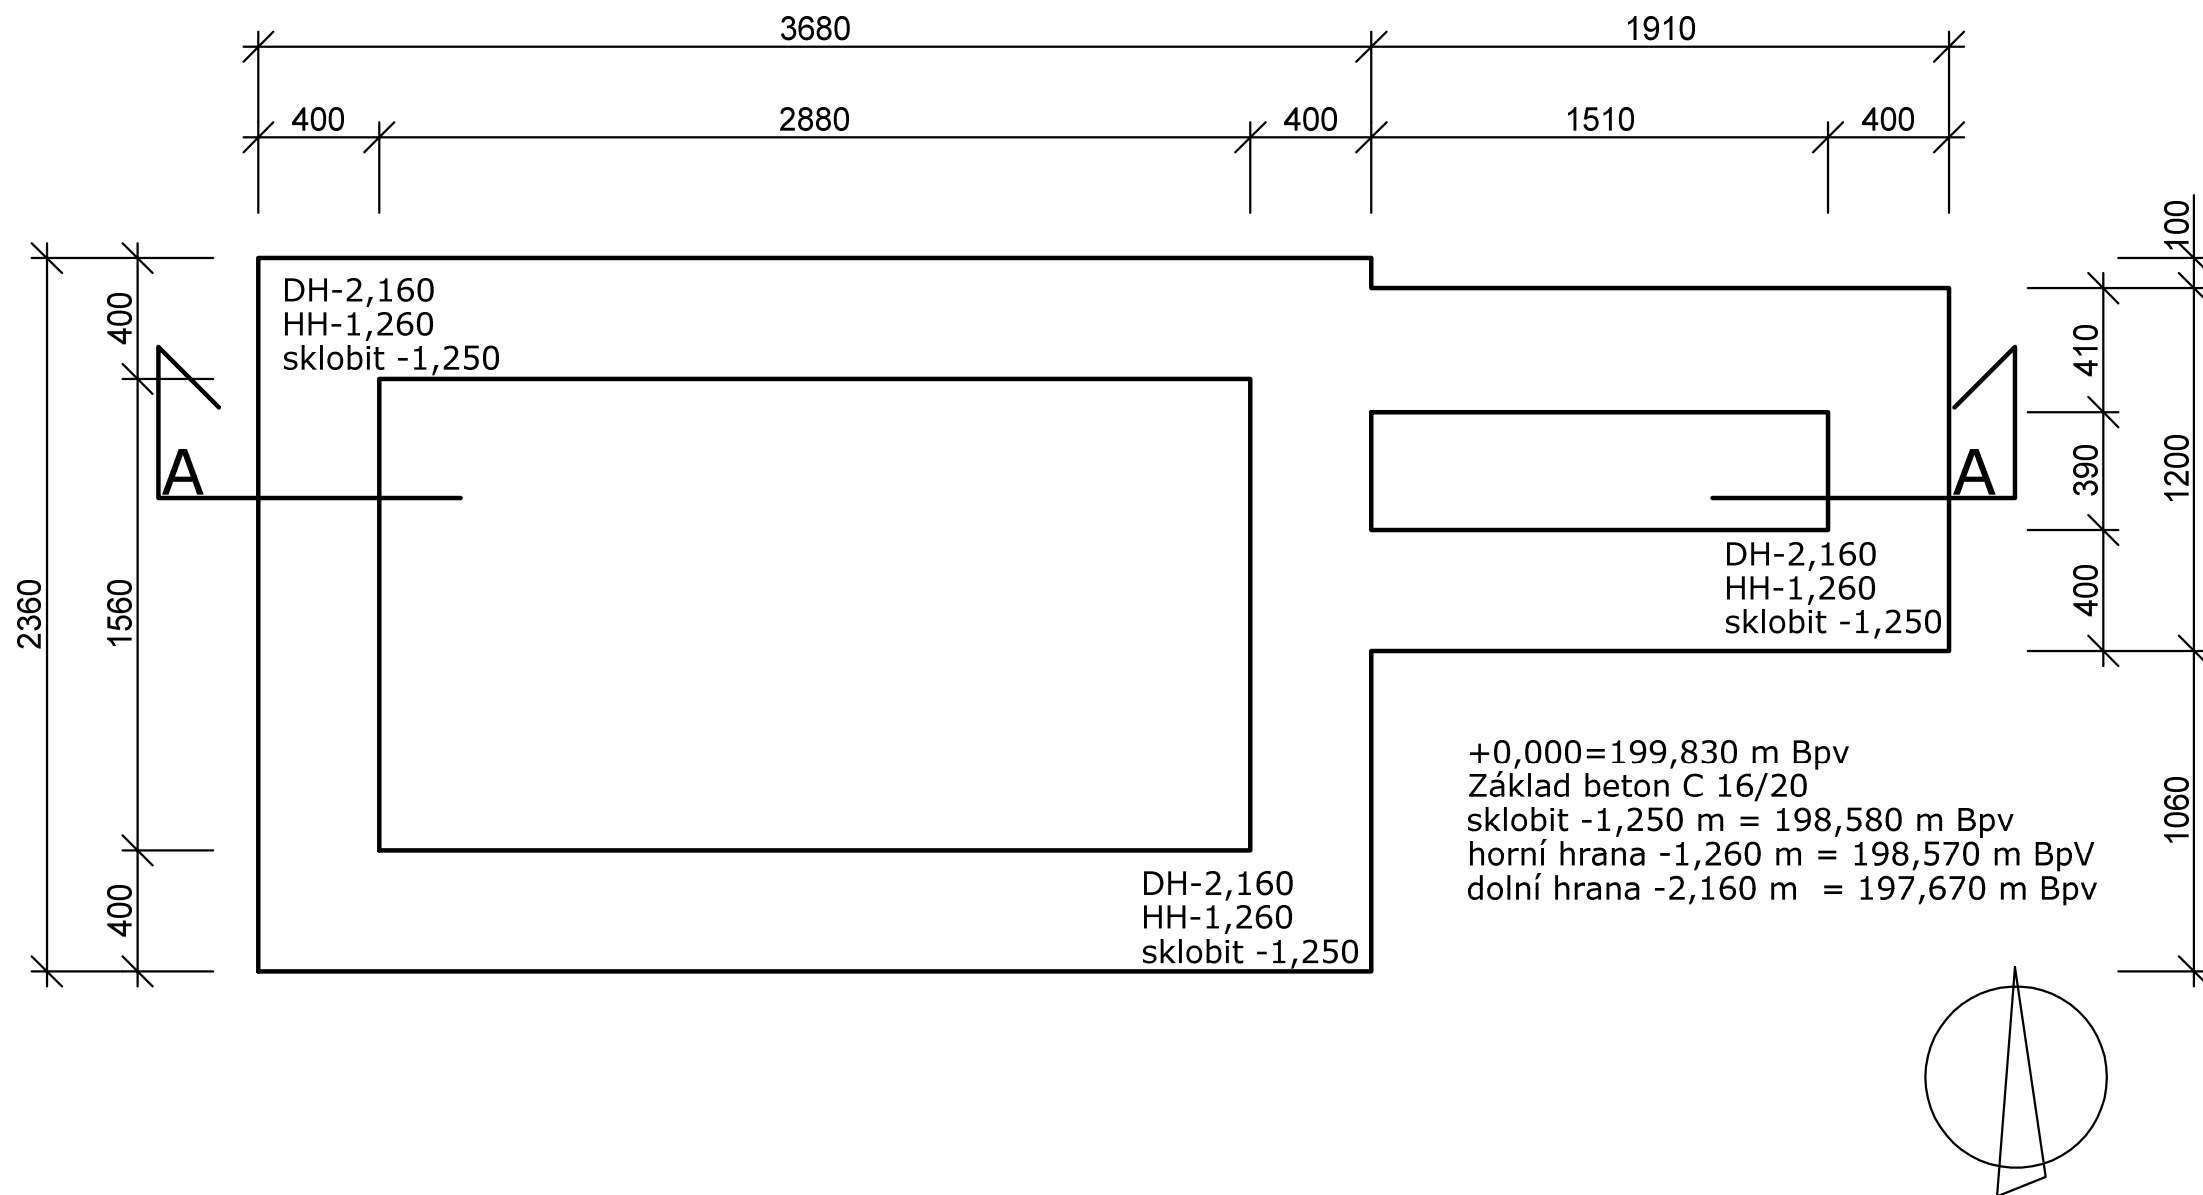 3680
1910
400
2880
400
1510
400
100
DH-2,160
HH-1,260
sklobit -1,250
400
410
A
A
390
1200
DH-2,160
HH-1,260
sklobit -1,250
400
2360
1560
+0,000=199,830 m Bpv
Základ beton C 16/20
sklobit -1,250 m = 198,580 m Bpv
horní hrana -1,260 m = 198,570 m BpV
dolní hrana -2,160 m  = 197,670 m Bpv
1060
400
DH-2,160
HH-1,260
sklobit -1,250